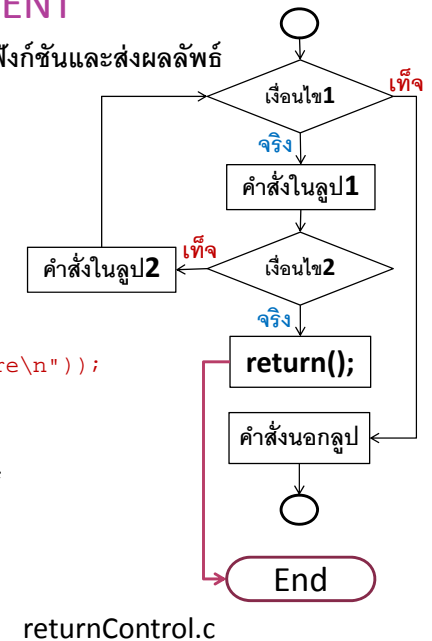 ENT
ฟังก์ชันและส่งผลลัพธ์
เงื่อนไข1
เท็จ
จริง
คำสั่งในลูป1
คำสั่งในลูป2
เท็จ
เงื่อนไข2
จริง
re\n"));
return();
คำสั่งนอกลูป
End
returnControl.c